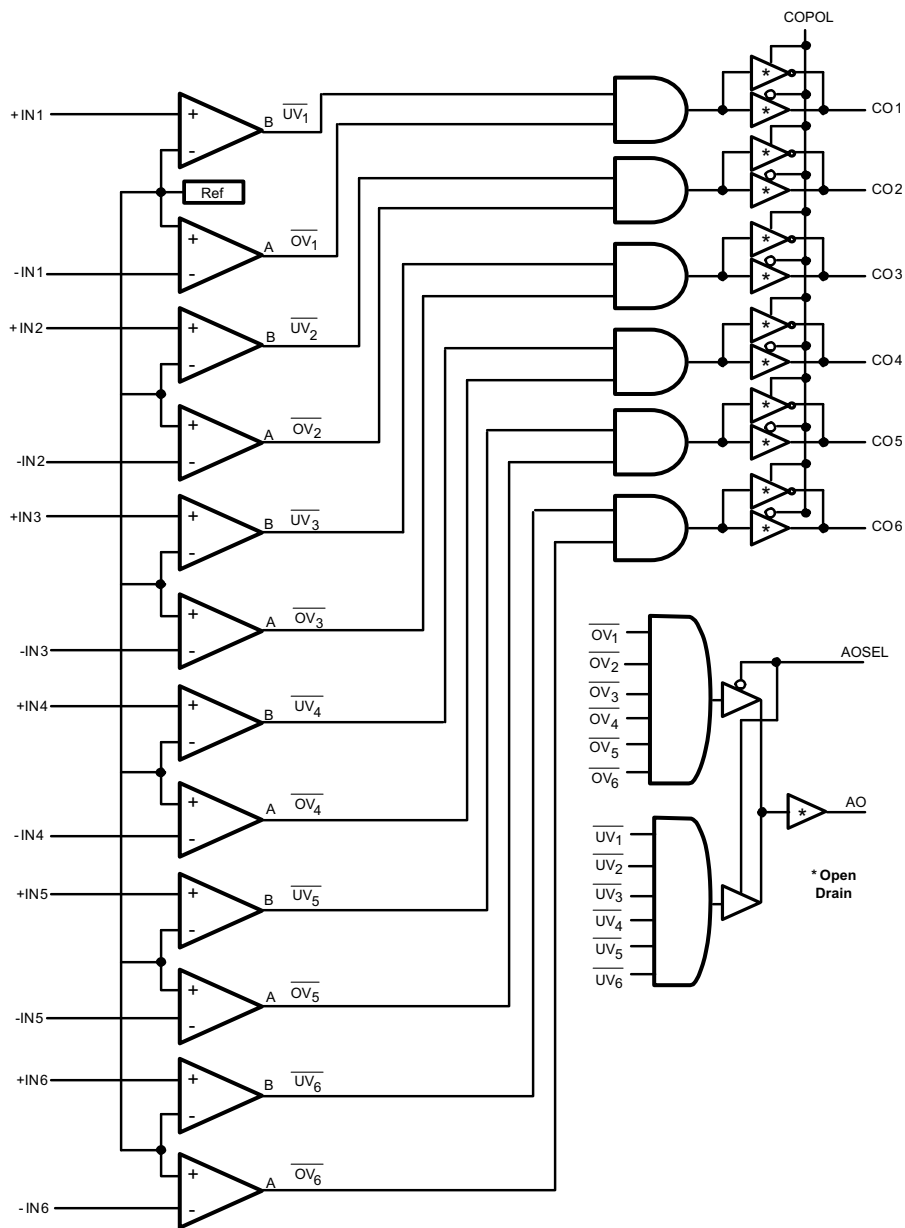 COPOL
+IN1
+
-
B
UV1
*
*
CO1
Ref
*
*
CO2
+
-
A
OV1
-IN1
*
*
CO3
+IN2
+
-
B
UV2
*
*
CO4
+
-
A
OV2
-IN2
*
*
CO5
+IN3
+
-
B
UV3
*
*
CO6
+
-
A
OV3
-IN3
OV1
OV2
OV3
OV4
OV5
OV6
AOSEL
+IN4
+
-
B
UV4
+
-
A
OV4
-IN4
*
AO
UV1
UV2
UV3
UV4
UV5
UV6
* Open
Drain
+IN5
+
-
B
UV5
+
-
A
OV5
-IN5
+IN6
+
-
B
UV6
+
-
A
OV6
-IN6